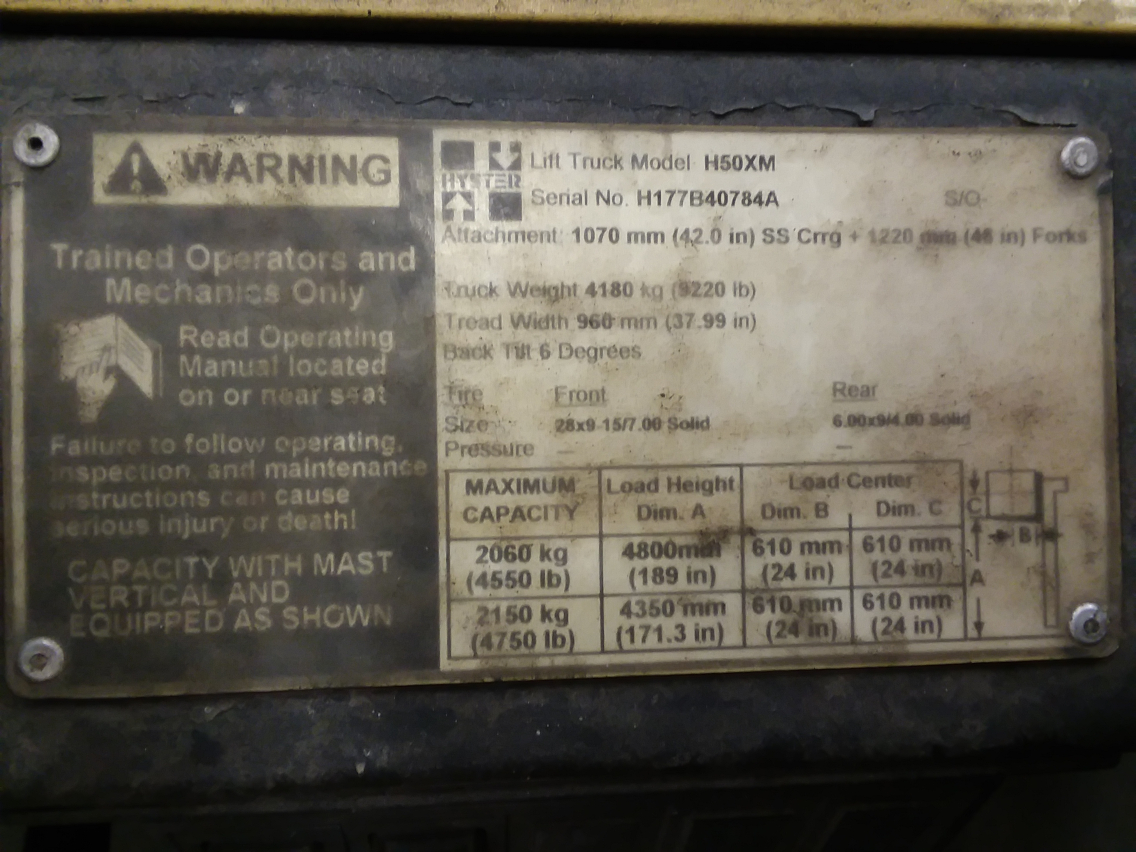 WARNING
Trained Operators and
Mechanics Only
Read Operating
Manual located
on or near seat
Failure to follow operating,
inspection, and maintenance
instructions can cause
serious injury or death!
CAPACITY WITH MAST
VERTICAL AND
EQUIPPED AS SHOWN
HYSTER
Lift Truck Model H50XM
Serial No. H177B40784A S/O-
Attachment: 1070 mm (42.0 in) SS Crrg + 1220 mm (48 in) Forks
Truck Weight 4180 kg (9220 lb)
Tread Width 960 mm (37.99 in)
Back Tilt 6 Degrees
Tire Front Rear
Size 28x9-15/7.00 Solid 6.00x9/4.00 Solid
Pressure — —
MAXIMUM CAPACITY Load Height Dim. A Load Center Dim. B Dim. C
2060 kg 4800mm 610 mm 610 mm
(4550 lb) (189 in) (24 in) (24 in)
2150 kg 4350 mm 610 mm 610 mm
(4750 lb) (171.3 in) (24 in) (24 in)
C
B
A